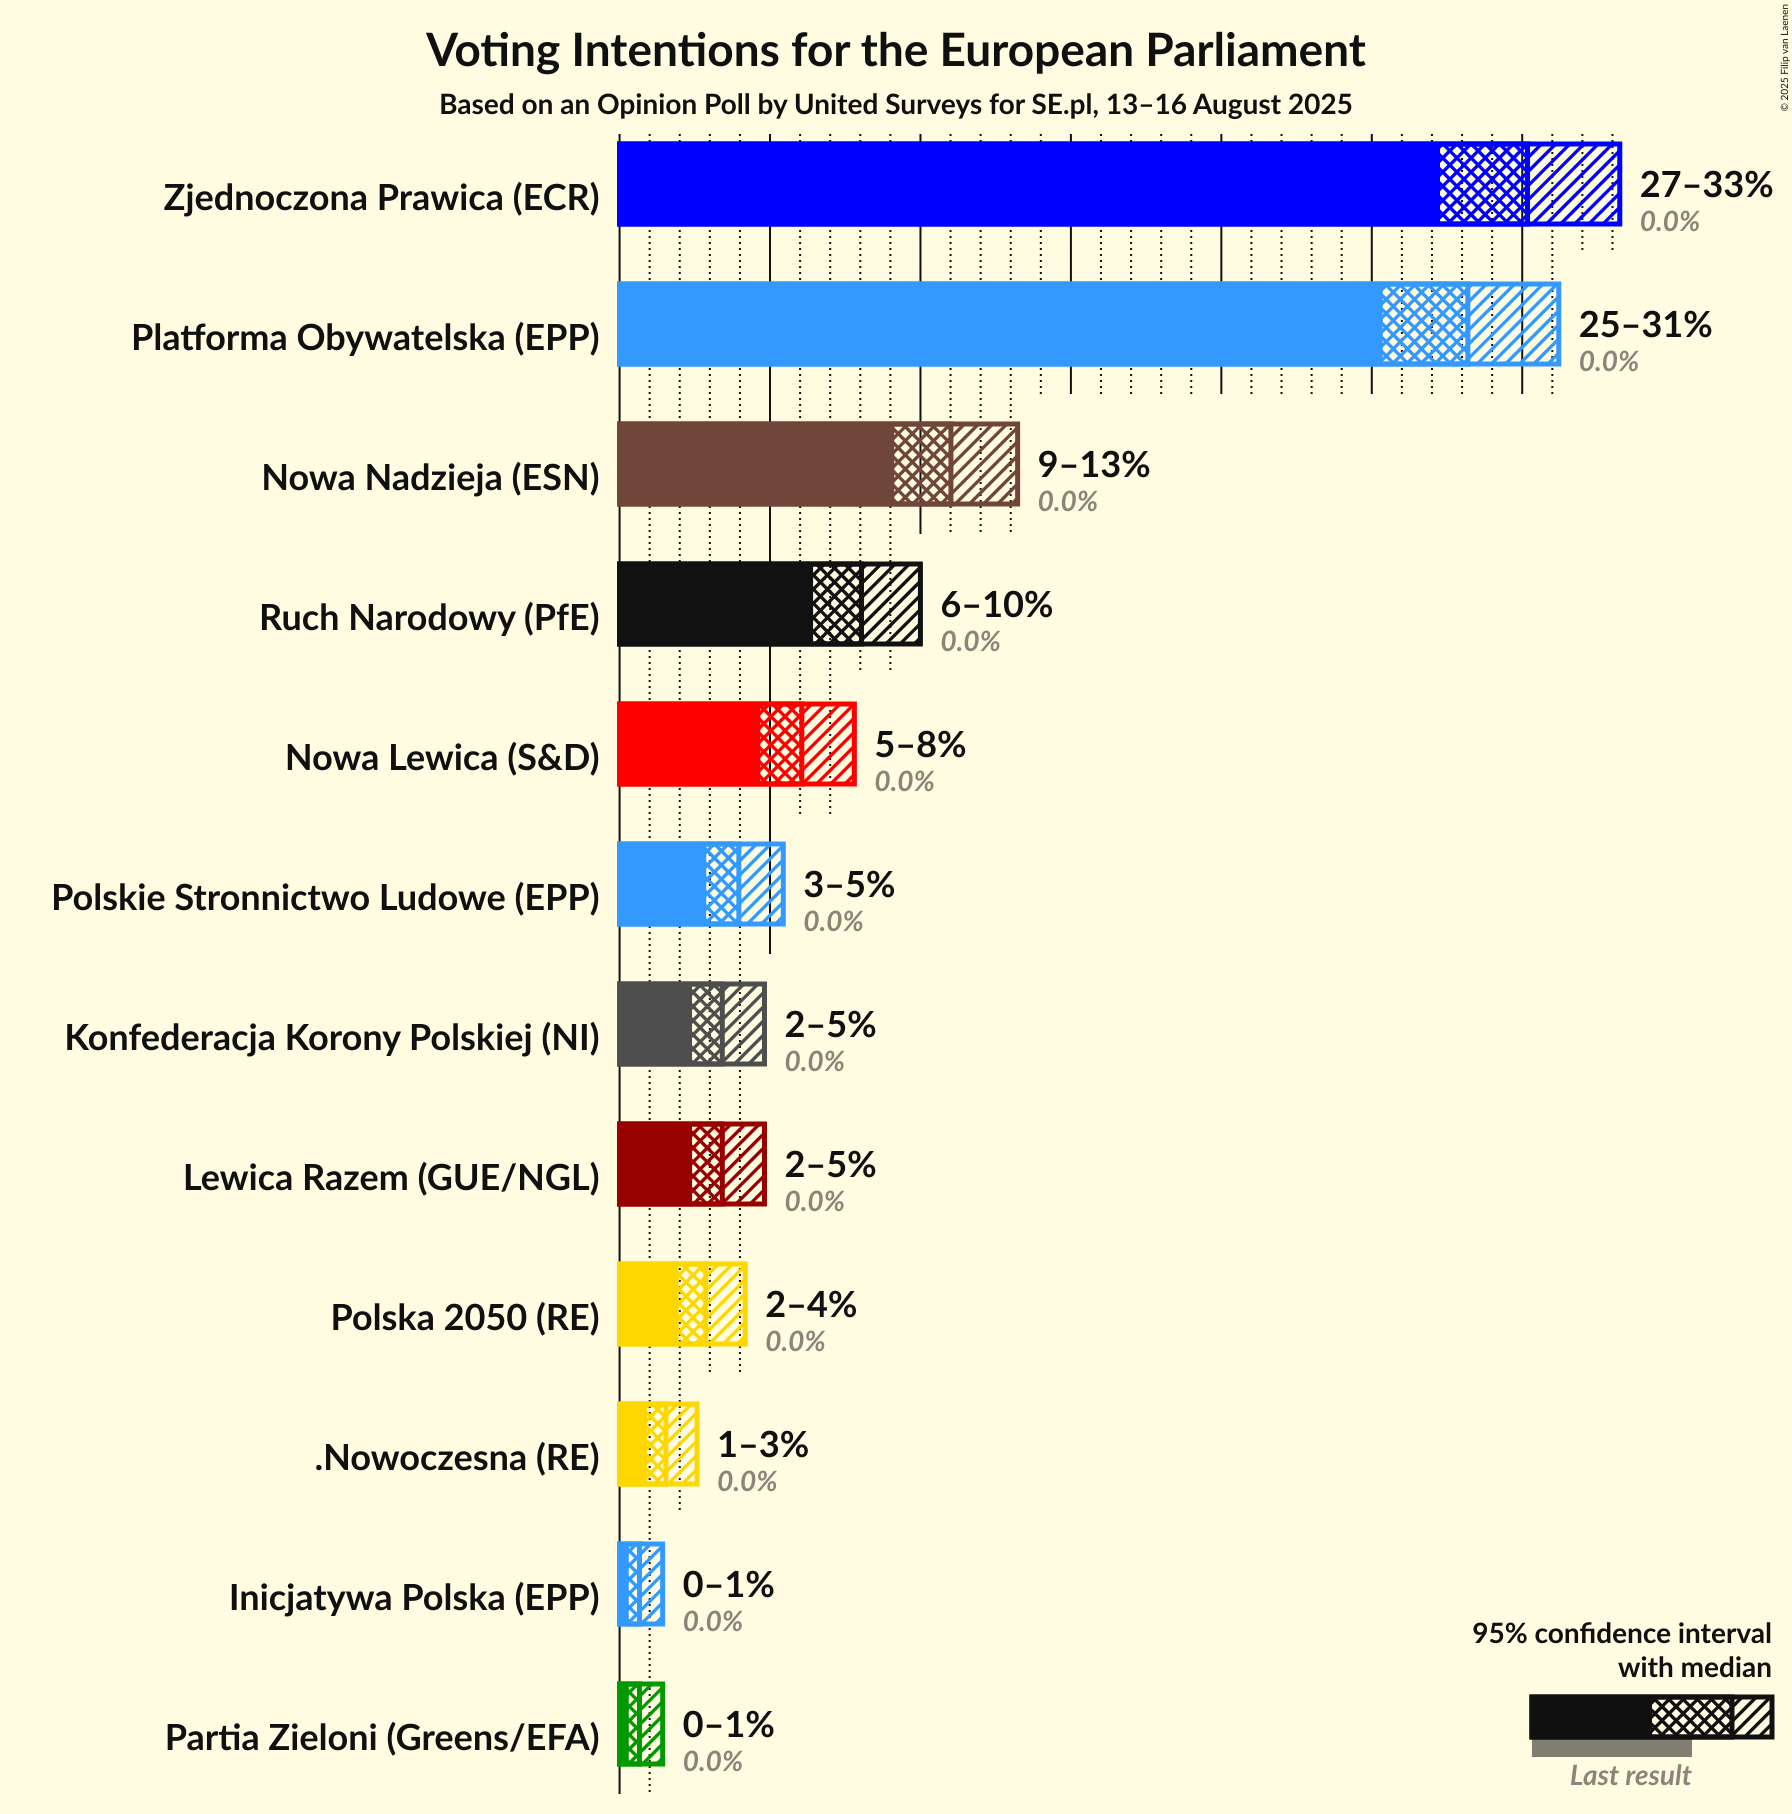 © 2025 Filip van Laenen
Voting Intentions for the European Parliament
Based on an Opinion Poll by United Surveys for SE.pl, 13–16 August 2025
Zjednoczona Prawica (ECR)
27–33%
0.0%
Platforma Obywatelska (EPP)
25–31%
0.0%
Nowa Nadzieja (ESN)
9–13%
0.0%
Ruch Narodowy (PfE)
6–10%
0.0%
Nowa Lewica (S&D)
5–8%
0.0%
Polskie Stronnictwo Ludowe (EPP)
3–5%
0.0%
Konfederacja Korony Polskiej (NI)
2–5%
0.0%
Lewica Razem (GUE/NGL)
2–5%
0.0%
Polska 2050 (RE)
2–4%
0.0%
.Nowoczesna (RE)
1–3%
0.0%
Inicjatywa Polska (EPP)
0–1%
0.0%
Partia Zieloni (Greens/EFA)
0–1%
0.0%
95% confidence interval
with median
Last result